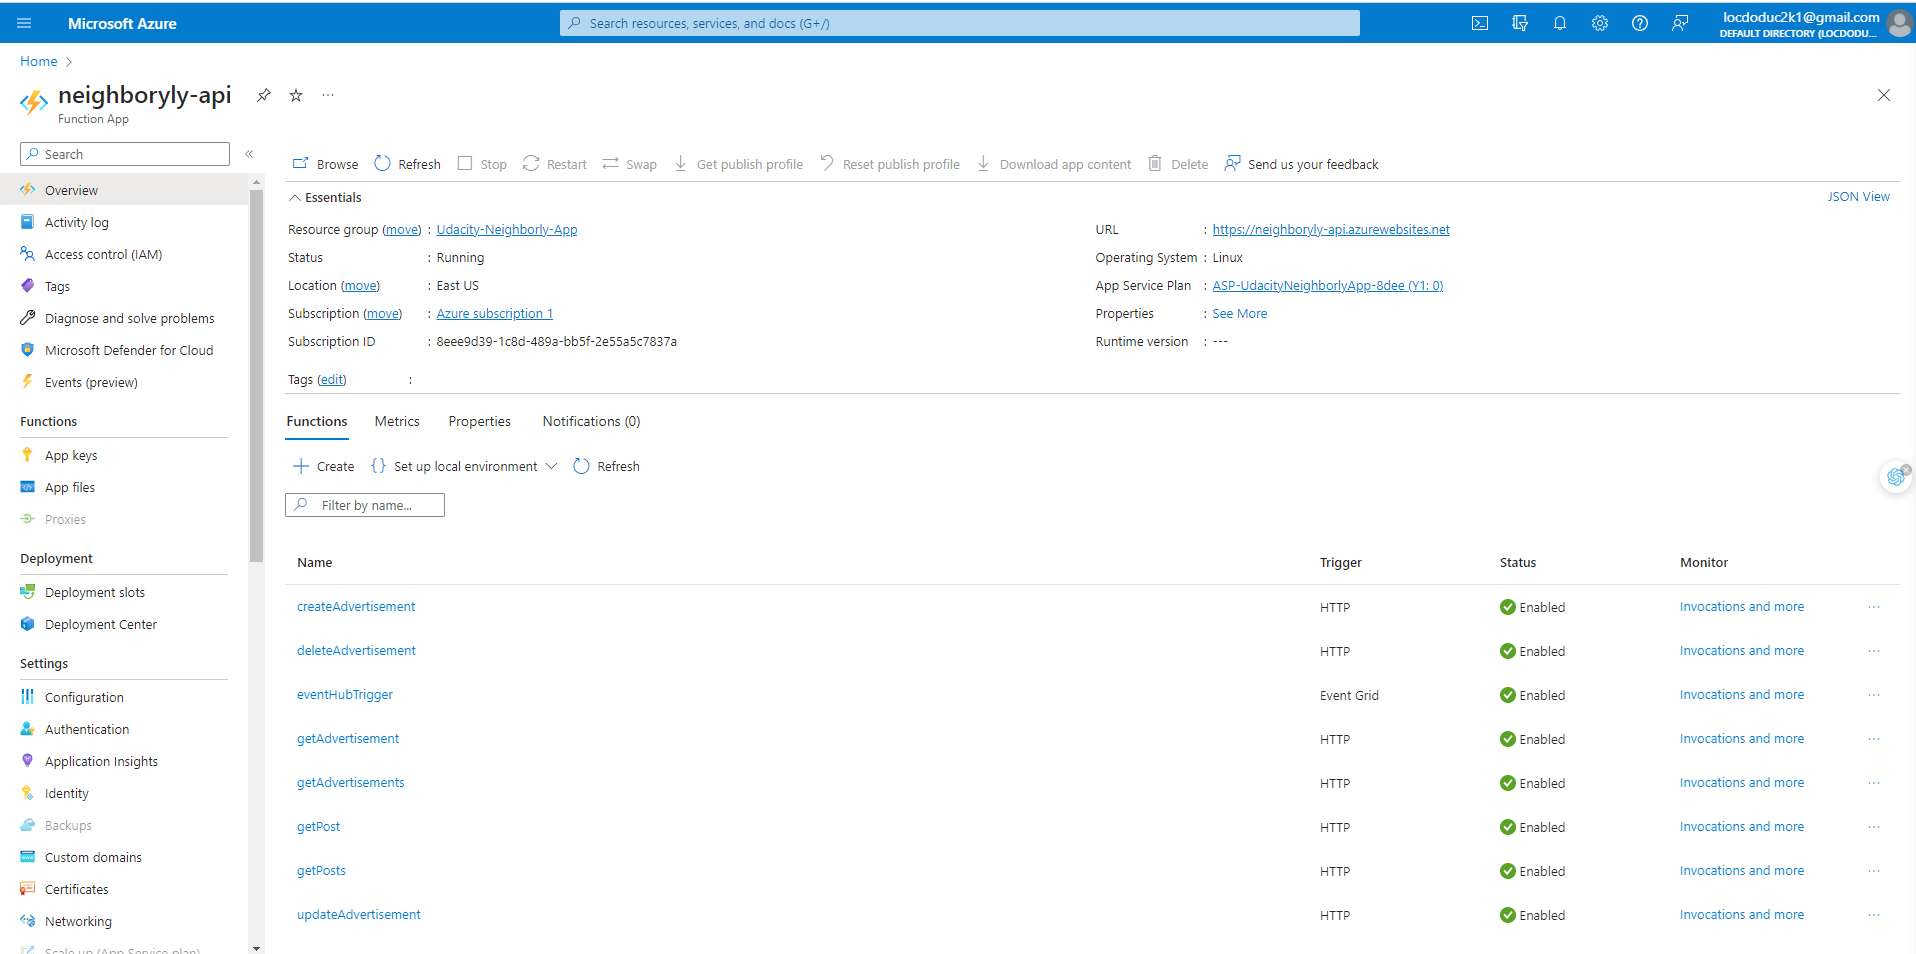 Microsoft Azure
Search resources, services, and docs (G+/)
locdoduc2k1@gmail.com
DEFAULT DIRECTORY (LOCDODU...
Home
neighboryly-api
Function App
Search
Overview
Activity log
Access control (IAM)
Tags
Diagnose and solve problems
Microsoft Defender for Cloud
Events (preview)
Functions
App keys
App files
Proxies
Deployment
Deployment slots
Deployment Center
Settings
Configuration
Authentication
Application Insights
Identity
Backups
Custom domains
Certificates
Networking
Scale up (App Service plan)
Browse Refresh Stop Restart Swap Get publish profile Reset publish profile Download app content Delete Send us your feedback
Essentials JSON View
Resource group (move) : Udacity-Neighborly-App
Status : Running
Location (move) : East US
Subscription (move) : Azure subscription 1
Subscription ID : 8eee9d39-1c8d-489a-bb5f-2e55a5c7837a
URL : https://neighboryly-api.azurewebsites.net
Operating System : Linux
App Service Plan : ASP-UdacityNeighborlyApp-8dee (Y1: 0)
Properties : See More
Runtime version : ---
Tags (edit) :
Functions Metrics Properties Notifications (0)
Create {} Set up local environment Refresh
Filter by name...
Name Trigger Status Monitor
createAdvertisement HTTP Enabled Invocations and more ...
deleteAdvertisement HTTP Enabled Invocations and more ...
eventHubTrigger Event Grid Enabled Invocations and more ...
getAdvertisement HTTP Enabled Invocations and more ...
getAdvertisements HTTP Enabled Invocations and more ...
getPost HTTP Enabled Invocations and more ...
getPosts HTTP Enabled Invocations and more ...
updateAdvertisement HTTP Enabled Invocations and more ...